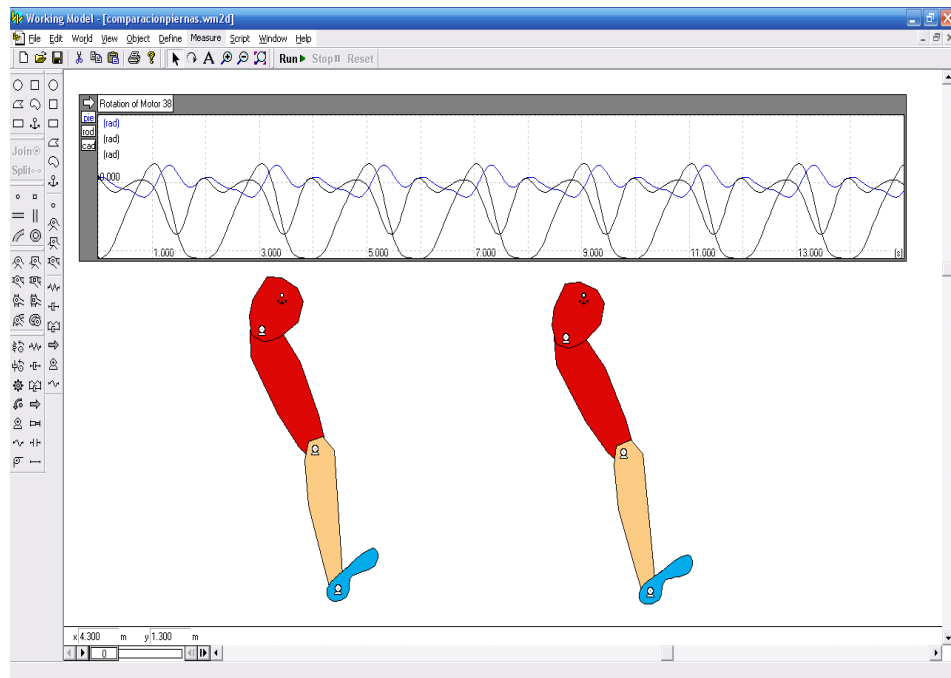 Working Model - [comparacionpiernas.wm2d]
File Edit World View Object Define Measure Script Window Help
A Run Stop Reset
Join
Split
Rotation of Motor 38
pie (rad)
rod (rad)
cad (rad)
0.000
1.000 3.000 5.000 7.000 9.000 11.000 13.000 (s)
x 4.300 m y 1.300 m
0